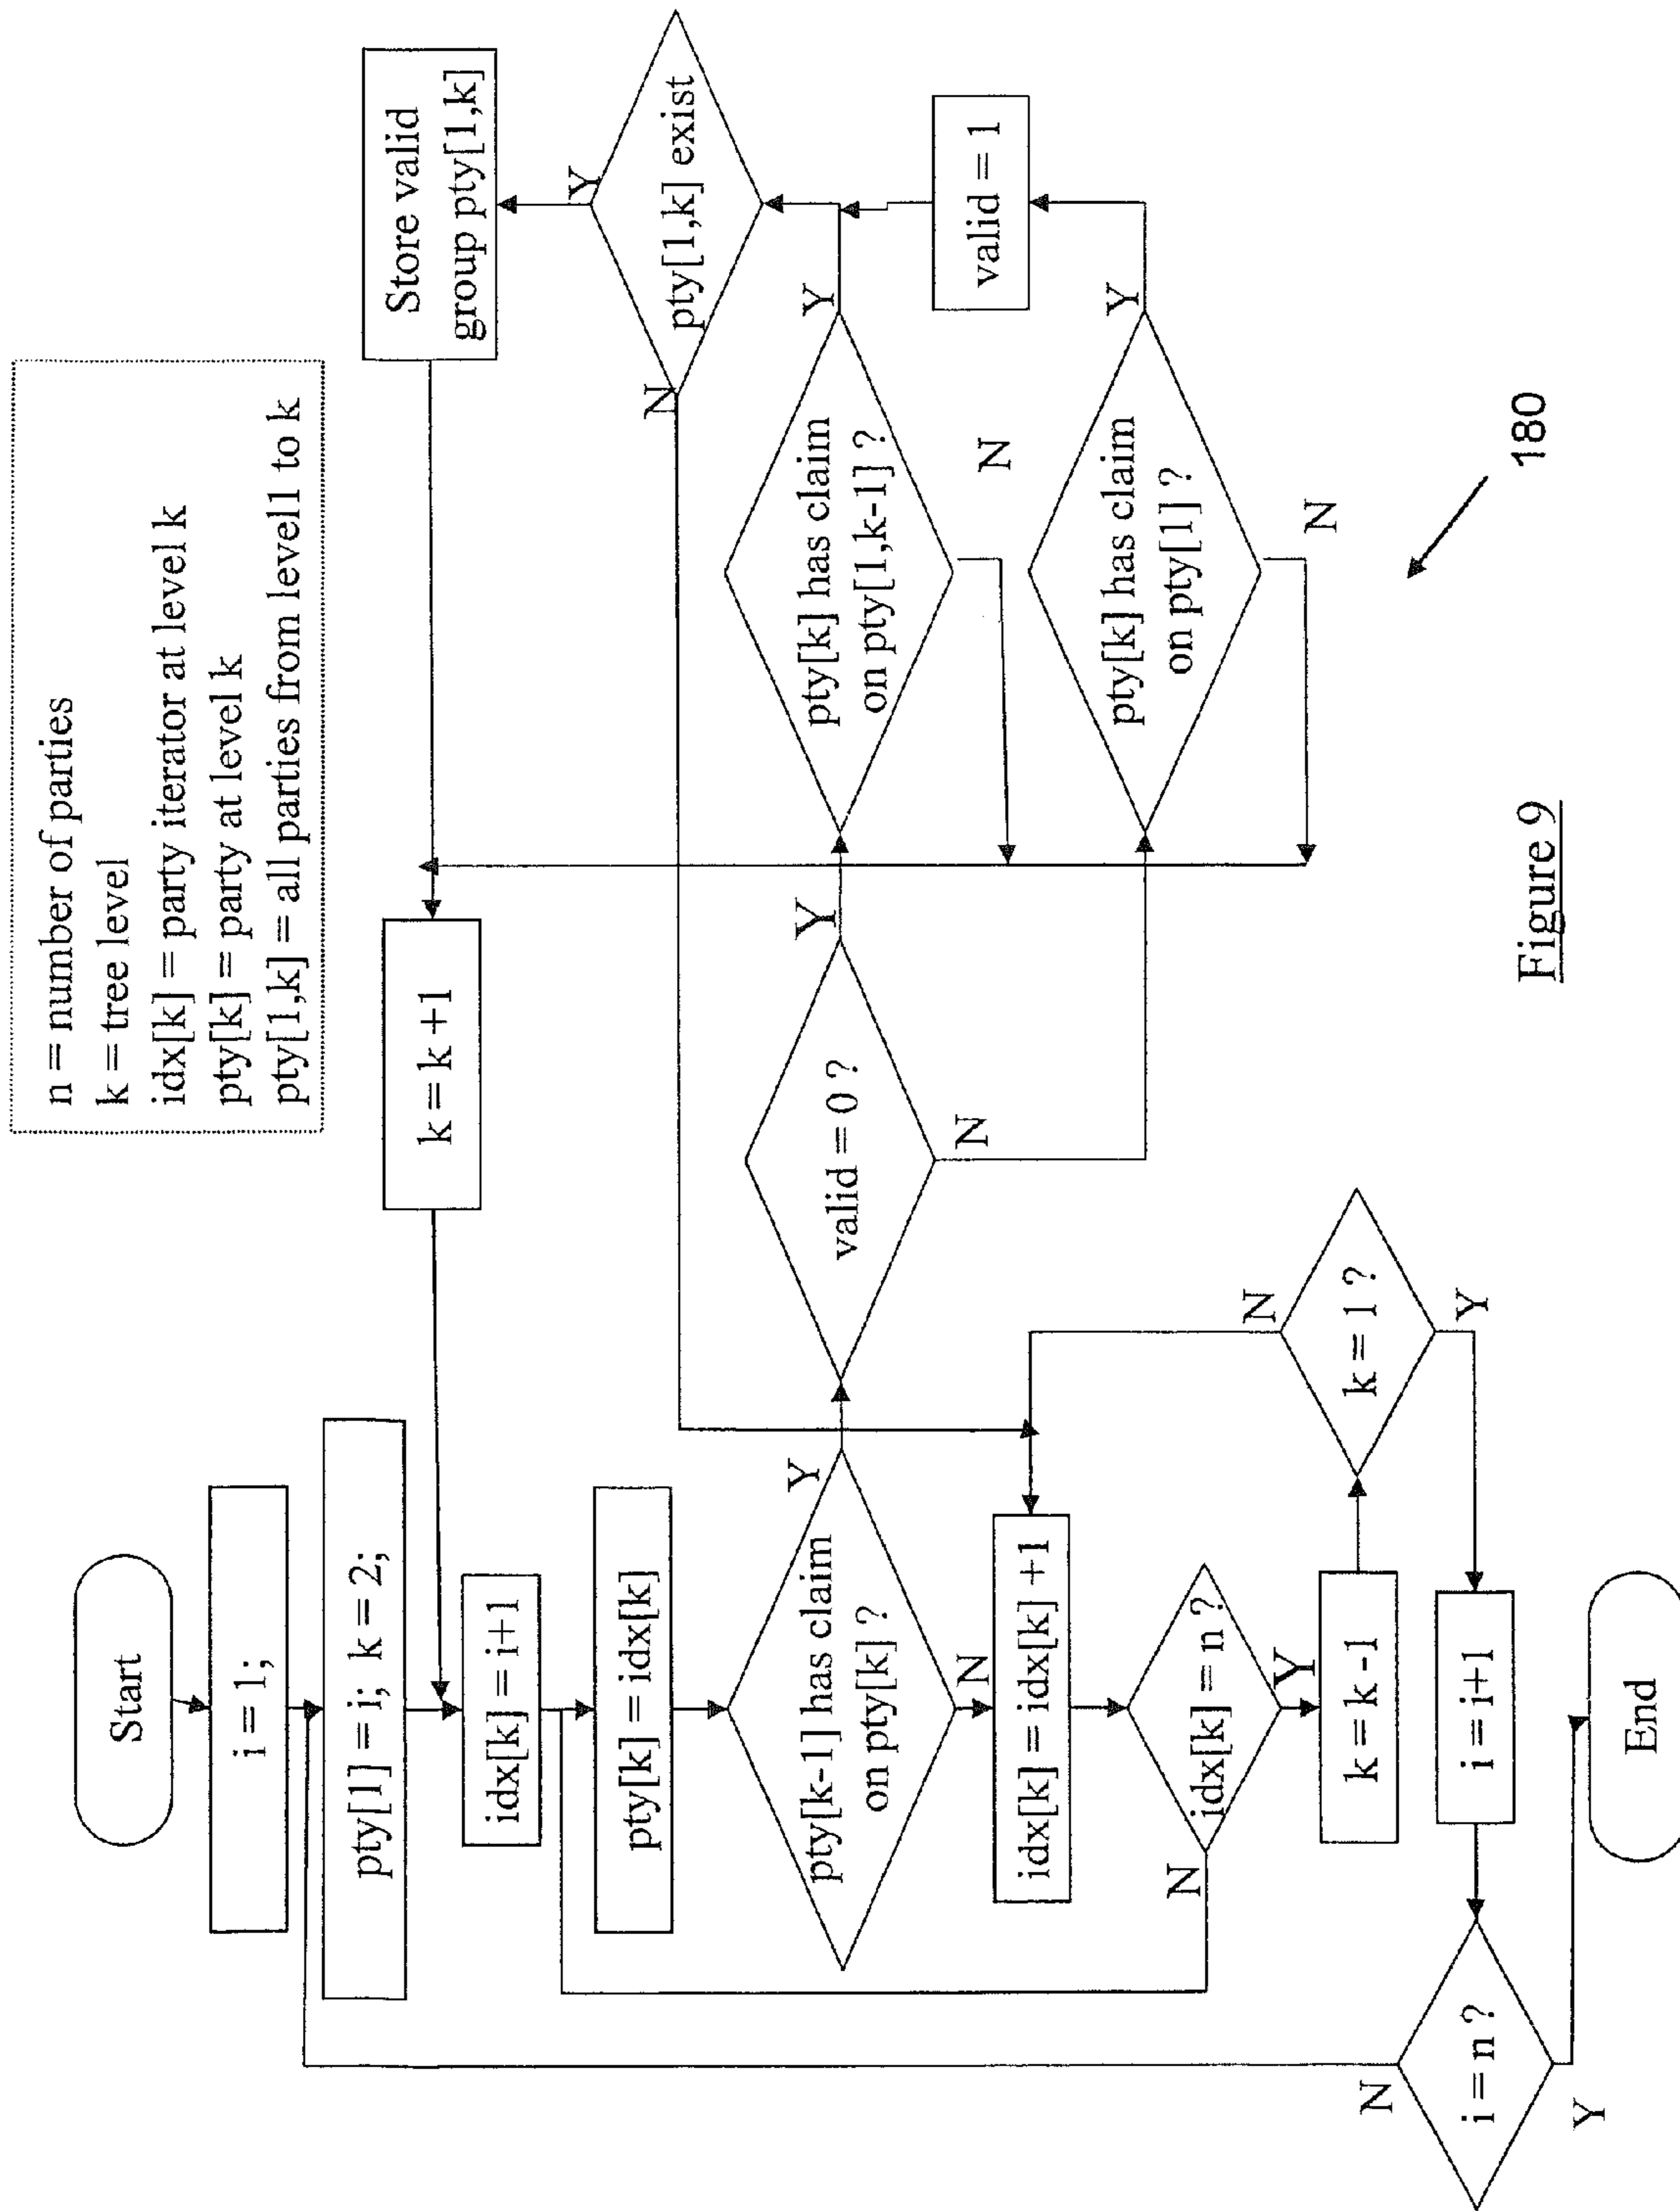 n = number of parties
k = tree level
idx[k] = party iterator at level k
pty[k] = party at level k
pty[1,k] = all parties from level1 to k
Start
i = 1;
pty[1] = i; k = 2;
idx[k] = i+1
pty[k] = idx[k]
pty[k-1] has claim
on pty[k] ?
Y
N
idx[k] = idx[k] +1
idx[k] = n ?
N
Y
k = k -1
k = 1 ?
N
Y
i = i+1
i = n ?
N
Y
End
k = k +1
valid = 0 ?
Y
N
pty[k] has claim
on pty[1,k-1] ?
Y
N
pty[k] has claim
on pty[1] ?
Y
N
valid = 1
pty[1,k] exist
Y
N
Store valid
group pty[1,k]
180
Figure 9